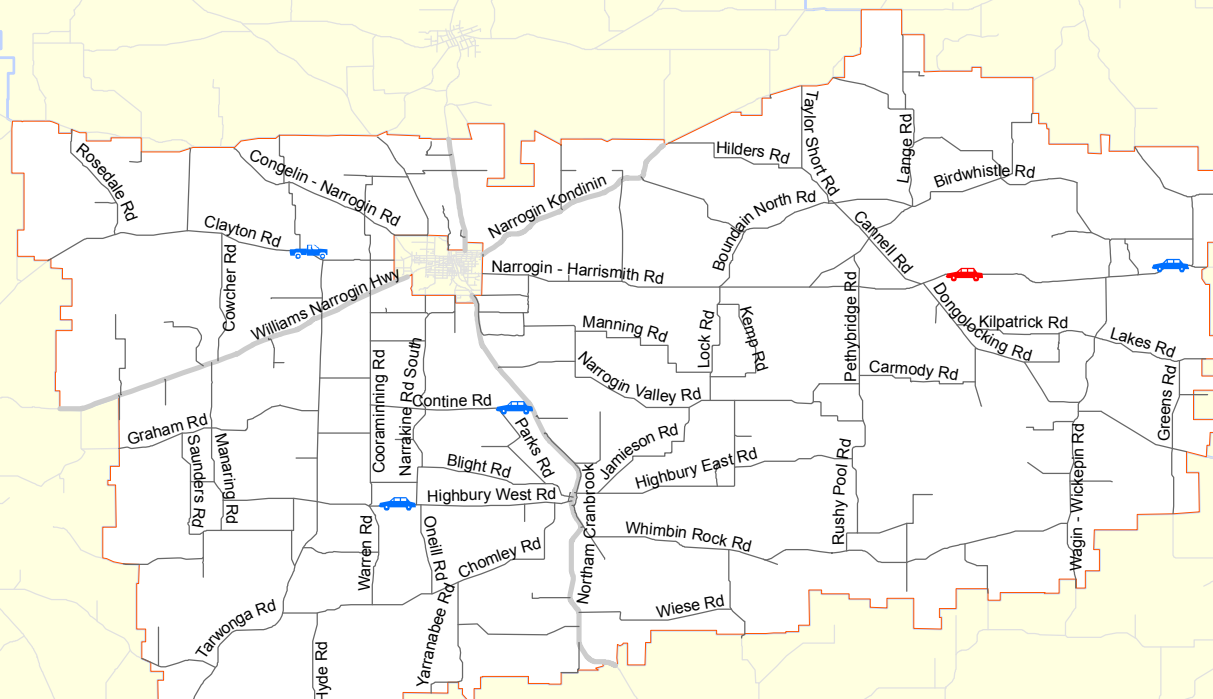 Taylor Short Rd
Lange Rd
Hilders Rd
Rosedale Rd
Congelin - Narrogin Rd
Birdwhistle Rd
Narrogin Kondinin
Boundain North Rd
Clayton Rd
Cannell Rd
Cowcher Rd
Narrogin - Harrismith Rd
Williams Narrogin Hwy
Pethybridge Rd
Dongolocking Rd
Kilpatrick Rd
Manning Rd
Lock Rd
Kemp Rd
Lakes Rd
Cooraminning Rd
Narrakine Rd South
Narrogin Valley Rd
Carmody Rd
Greens Rd
Contine Rd
Graham Rd
Parks Rd
Jamieson Rd
Saunders Rd
Manaring Rd
Blight Rd
Highbury East Rd
Rushy Pool Rd
Wagin - Wickepin Rd
Highbury West Rd
Northam Cranbrook
Warren Rd
Oneill Rd
Whimbin Rock Rd
Chomley Rd
Tarwonga Rd
Yarranabee Rd
Wiese Rd
Hyde Rd